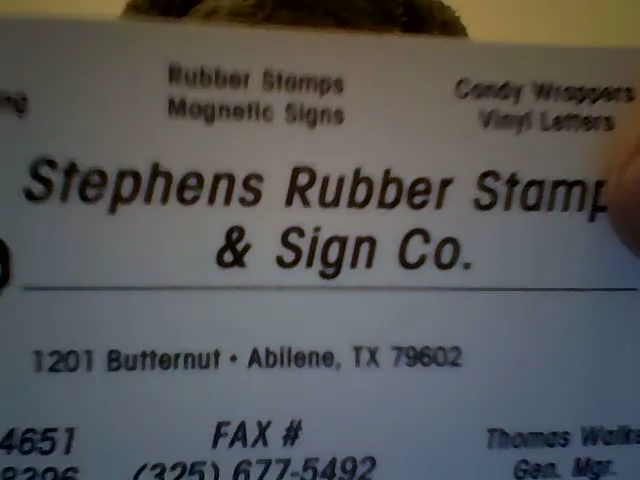 Rubber Stamps Candy Wrappers
Magnetic Signs Vinyl Letters
Stephens Rubber Stamp
& Sign Co.
1201 Butternut • Abilene, TX 79602
4651 FAX # Thomas
(325) 677-5492 Gen. Mgr.